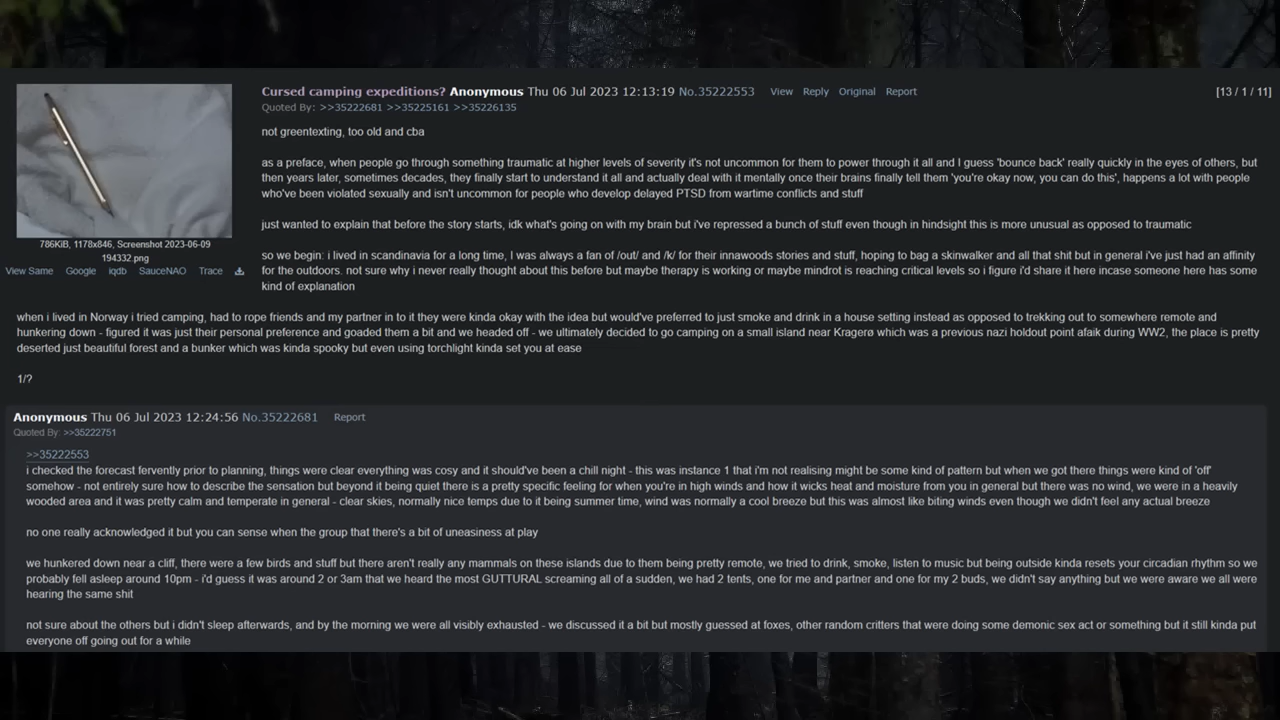 Cursed camping expeditions? Anonymous Thu 06 Jul 2023 12:13:19 No.35222553 View Reply Original Report [13 / 1 / 11]
Quoted By: >>35222681 >>35225161 >>35226135
not greentexting, too old and cba
as a preface, when people go through something traumatic at higher levels of severity it's not uncommon for them to power through it all and I guess 'bounce back' really quickly in the eyes of others, but
then years later, sometimes decades, they finally start to understand it all and actually deal with it mentally once their brains finally tell them 'you're okay now, you can do this', happens a lot with people
who've been violated sexually and isn't uncommon for people who develop delayed PTSD from wartime conflicts and stuff
just wanted to explain that before the story starts, idk what's going on with my brain but i've repressed a bunch of stuff even though in hindsight this is more unusual as opposed to traumatic
so we begin: i lived in scandinavia for a long time, I was always a fan of /out/ and /k/ for their innawoods stories and stuff, hoping to bag a skinwalker and all that shit but in general i've just had an affinity
for the outdoors. not sure why i never really thought about this before but maybe therapy is working or maybe mindrot is reaching critical levels so i figure i'd share it here incase someone here has some
kind of explanation
786KiB, 1178x846, Screenshot 2023-06-09
194332.png
View Same Google iqdb SauceNAO Trace
when i lived in Norway i tried camping, had to rope friends and my partner in to it they were kinda okay with the idea but would've preferred to just smoke and drink in a house setting instead as opposed to trekking out to somewhere remote and
hunkering down - figured it was just their personal preference and goaded them a bit and we headed off - we ultimately decided to go camping on a small island near Kragerø which was a previous nazi holdout point afaik during WW2, the place is pretty
deserted just beautiful forest and a bunker which was kinda spooky but even using torchlight kinda set you at ease
1/?
Anonymous Thu 06 Jul 2023 12:24:56 No.35222681 Report
Quoted By: >>35222751
>>35222553
i checked the forecast fervently prior to planning, things were clear everything was cosy and it should've been a chill night - this was instance 1 that i'm not realising might be some kind of pattern but when we got there things were kind of 'off'
somehow - not entirely sure how to describe the sensation but beyond it being quiet there is a pretty specific feeling for when you're in high winds and how it wicks heat and moisture from you in general but there was no wind, we were in a heavily
wooded area and it was pretty calm and temperate in general - clear skies, normally nice temps due to it being summer time, wind was normally a cool breeze but this was almost like biting winds even though we didn't feel any actual breeze
no one really acknowledged it but you can sense when the group that there's a bit of uneasiness at play
we hunkered down near a cliff, there were a few birds and stuff but there aren't really any mammals on these islands due to them being pretty remote, we tried to drink, smoke, listen to music but being outside kinda resets your circadian rhythm so we
probably fell asleep around 10pm - i'd guess it was around 2 or 3am that we heard the most GUTTURAL screaming all of a sudden, we had 2 tents, one for me and partner and one for my 2 buds, we didn't say anything but we were aware we all were
hearing the same shit
not sure about the others but i didn't sleep afterwards, and by the morning we were all visibly exhausted - we discussed it a bit but mostly guessed at foxes, other random critters that were doing some demonic sex act or something but it still kinda put
everyone off going out for a while